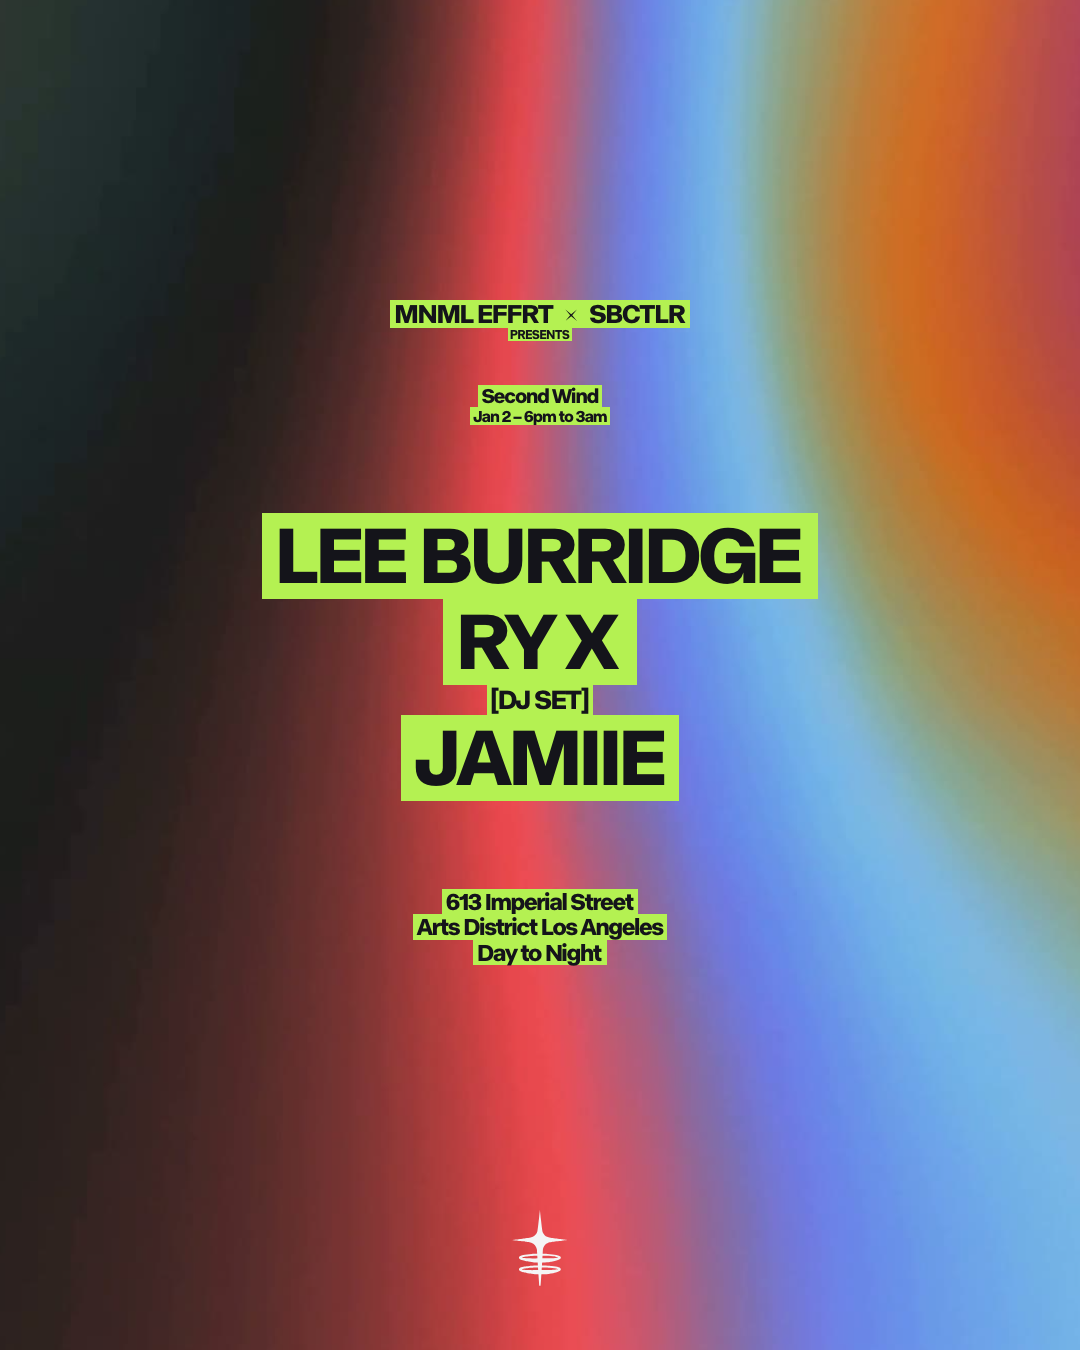 MNML EFFRT × SBCTLR
PRESENTS
Second Wind
Jan 2 – 6pm to 3am
LEE BURRIDGE
RY X
[DJ SET]
JAMIIE
613 Imperial Street
Arts District Los Angeles
Day to Night